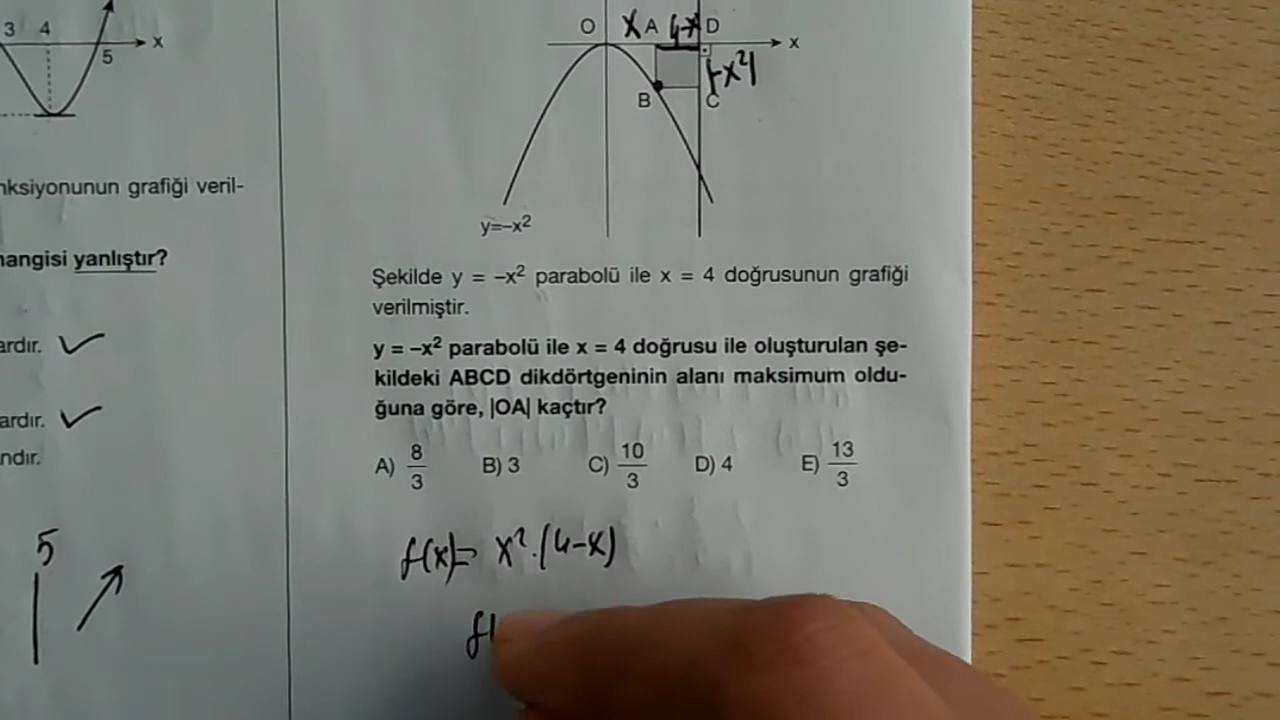 3 4
x
5
nksiyonunun grafiği veril-
hangisi yanlıştır?
ardır.
ardır.
ndır.
5
O x A 4-x D
x
|-x²|
B C
y=-x²
Şekilde y = -x² parabolü ile x = 4 doğrusunun grafiği
verilmiştir.
y = -x² parabolü ile x = 4 doğrusu ile oluşturulan şe-
kildeki ABCD dikdörtgeninin alanı maksimum oldu-
ğuna göre, |OA| kaçtır?
A) 8/3 B) 3 C) 10/3 D) 4 E) 13/3
f(x)= x².(4-x)